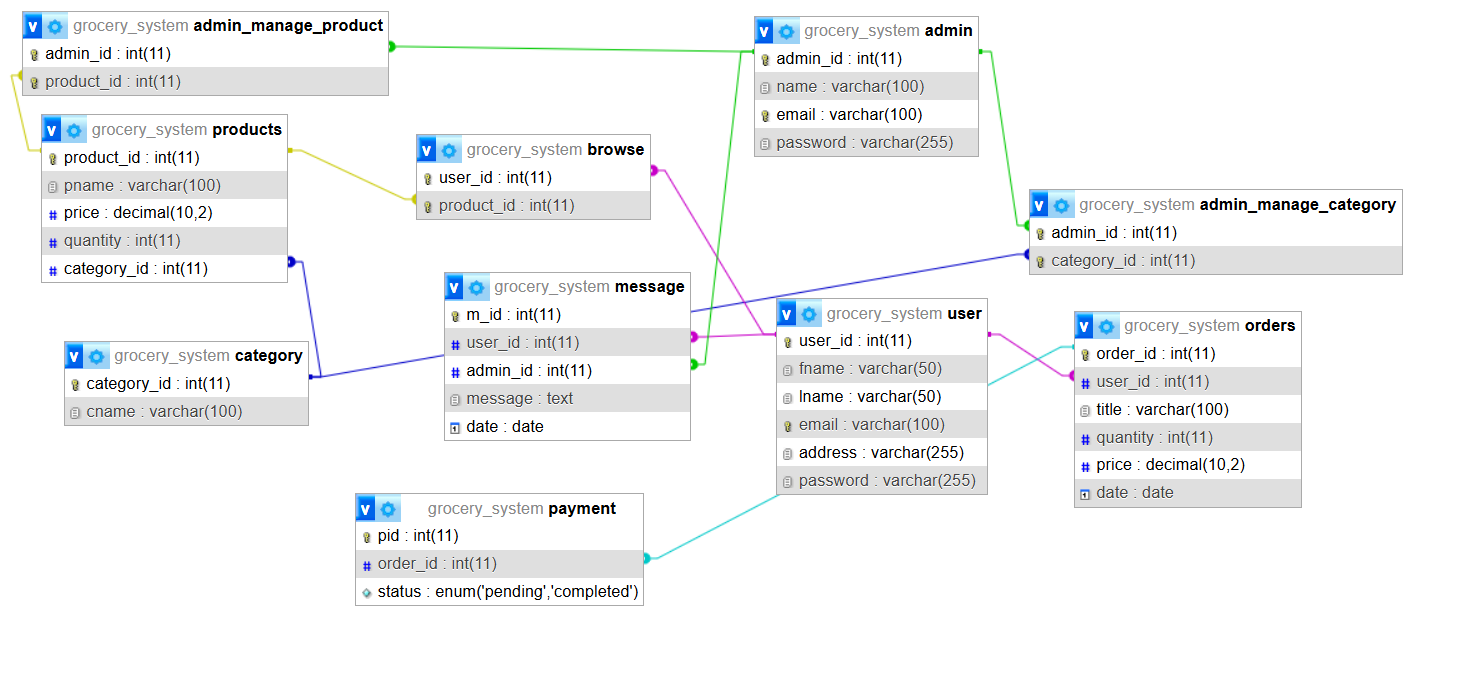 grocery_system admin_manage_product
admin_id : int(11)
product_id : int(11)
grocery_system admin
admin_id : int(11)
name : varchar(100)
email : varchar(100)
password : varchar(255)
grocery_system products
product_id : int(11)
pname : varchar(100)
price : decimal(10,2)
quantity : int(11)
category_id : int(11)
grocery_system browse
user_id : int(11)
product_id : int(11)
grocery_system admin_manage_category
admin_id : int(11)
category_id : int(11)
grocery_system message
m_id : int(11)
user_id : int(11)
admin_id : int(11)
message : text
date : date
grocery_system user
user_id : int(11)
fname : varchar(50)
lname : varchar(50)
email : varchar(100)
address : varchar(255)
password : varchar(255)
grocery_system orders
order_id : int(11)
user_id : int(11)
title : varchar(100)
quantity : int(11)
price : decimal(10,2)
date : date
grocery_system category
category_id : int(11)
cname : varchar(100)
grocery_system payment
pid : int(11)
order_id : int(11)
status : enum('pending','completed')